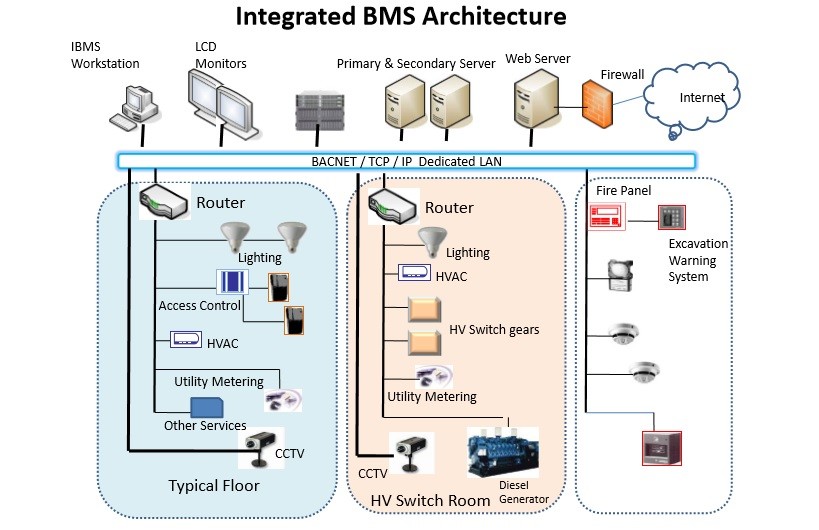 Integrated BMS Architecture
IBMS
Workstation
LCD
Monitors
Primary & Secondary Server
Web Server
Firewall
Internet
BACNET / TCP / IP Dedicated LAN
Router
Lighting
Access Control
HVAC
Utility Metering
Other Services
CCTV
Typical Floor
Router
Lighting
HVAC
HV Switch gears
Utility Metering
CCTV
Diesel
Generator
HV Switch Room
Fire Panel
Excavation
Warning
System